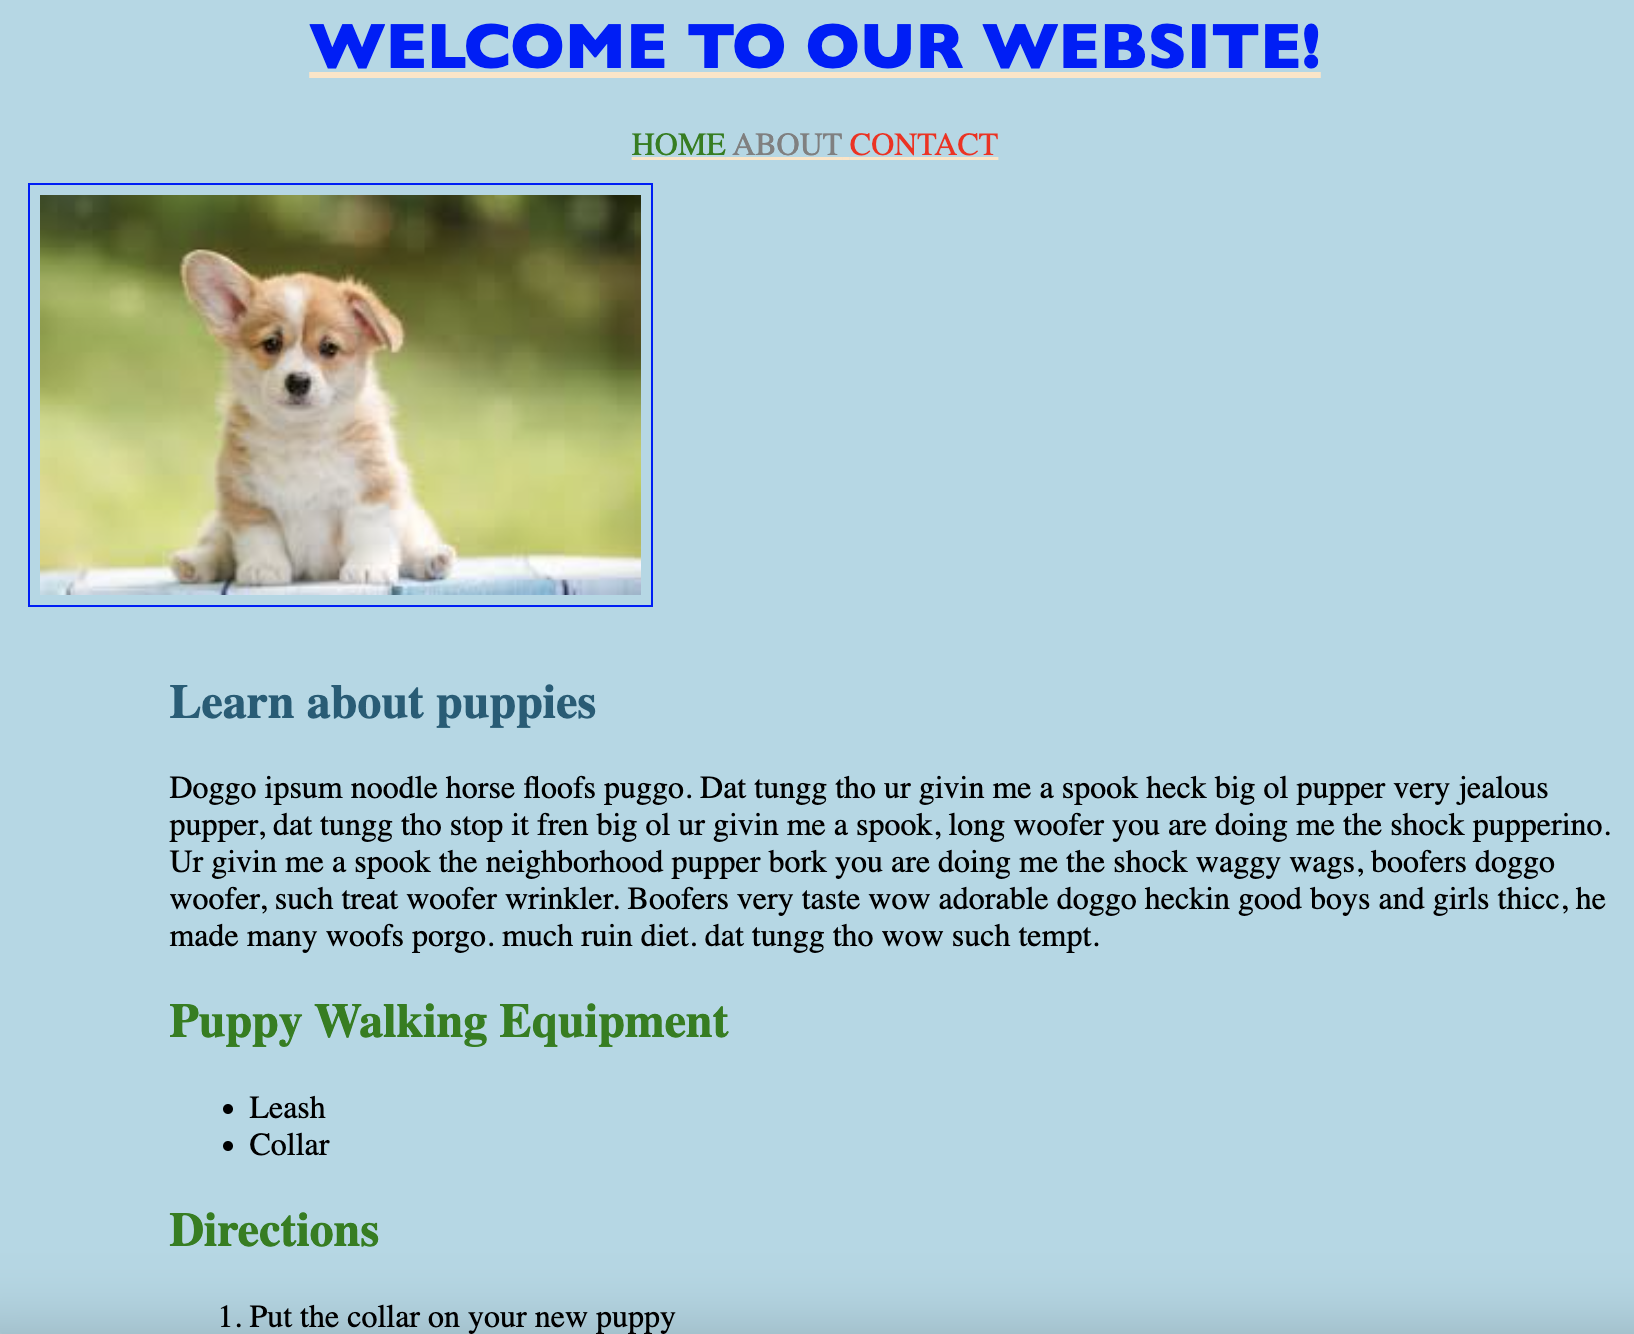 WELCOME TO OUR WEBSITE!
HOME ABOUT CONTACT
Learn about puppies
Doggo ipsum noodle horse floofs puggo. Dat tungg tho ur givin me a spook heck big ol pupper very jealous
pupper, dat tungg tho stop it fren big ol ur givin me a spook, long woofer you are doing me the shock pupperino.
Ur givin me a spook the neighborhood pupper bork you are doing me the shock waggy wags, boofers doggo
woofer, such treat woofer wrinkler. Boofers very taste wow adorable doggo heckin good boys and girls thicc, he
made many woofs porgo. much ruin diet. dat tungg tho wow such tempt.
Puppy Walking Equipment
• Leash
• Collar
Directions
1. Put the collar on your new puppy